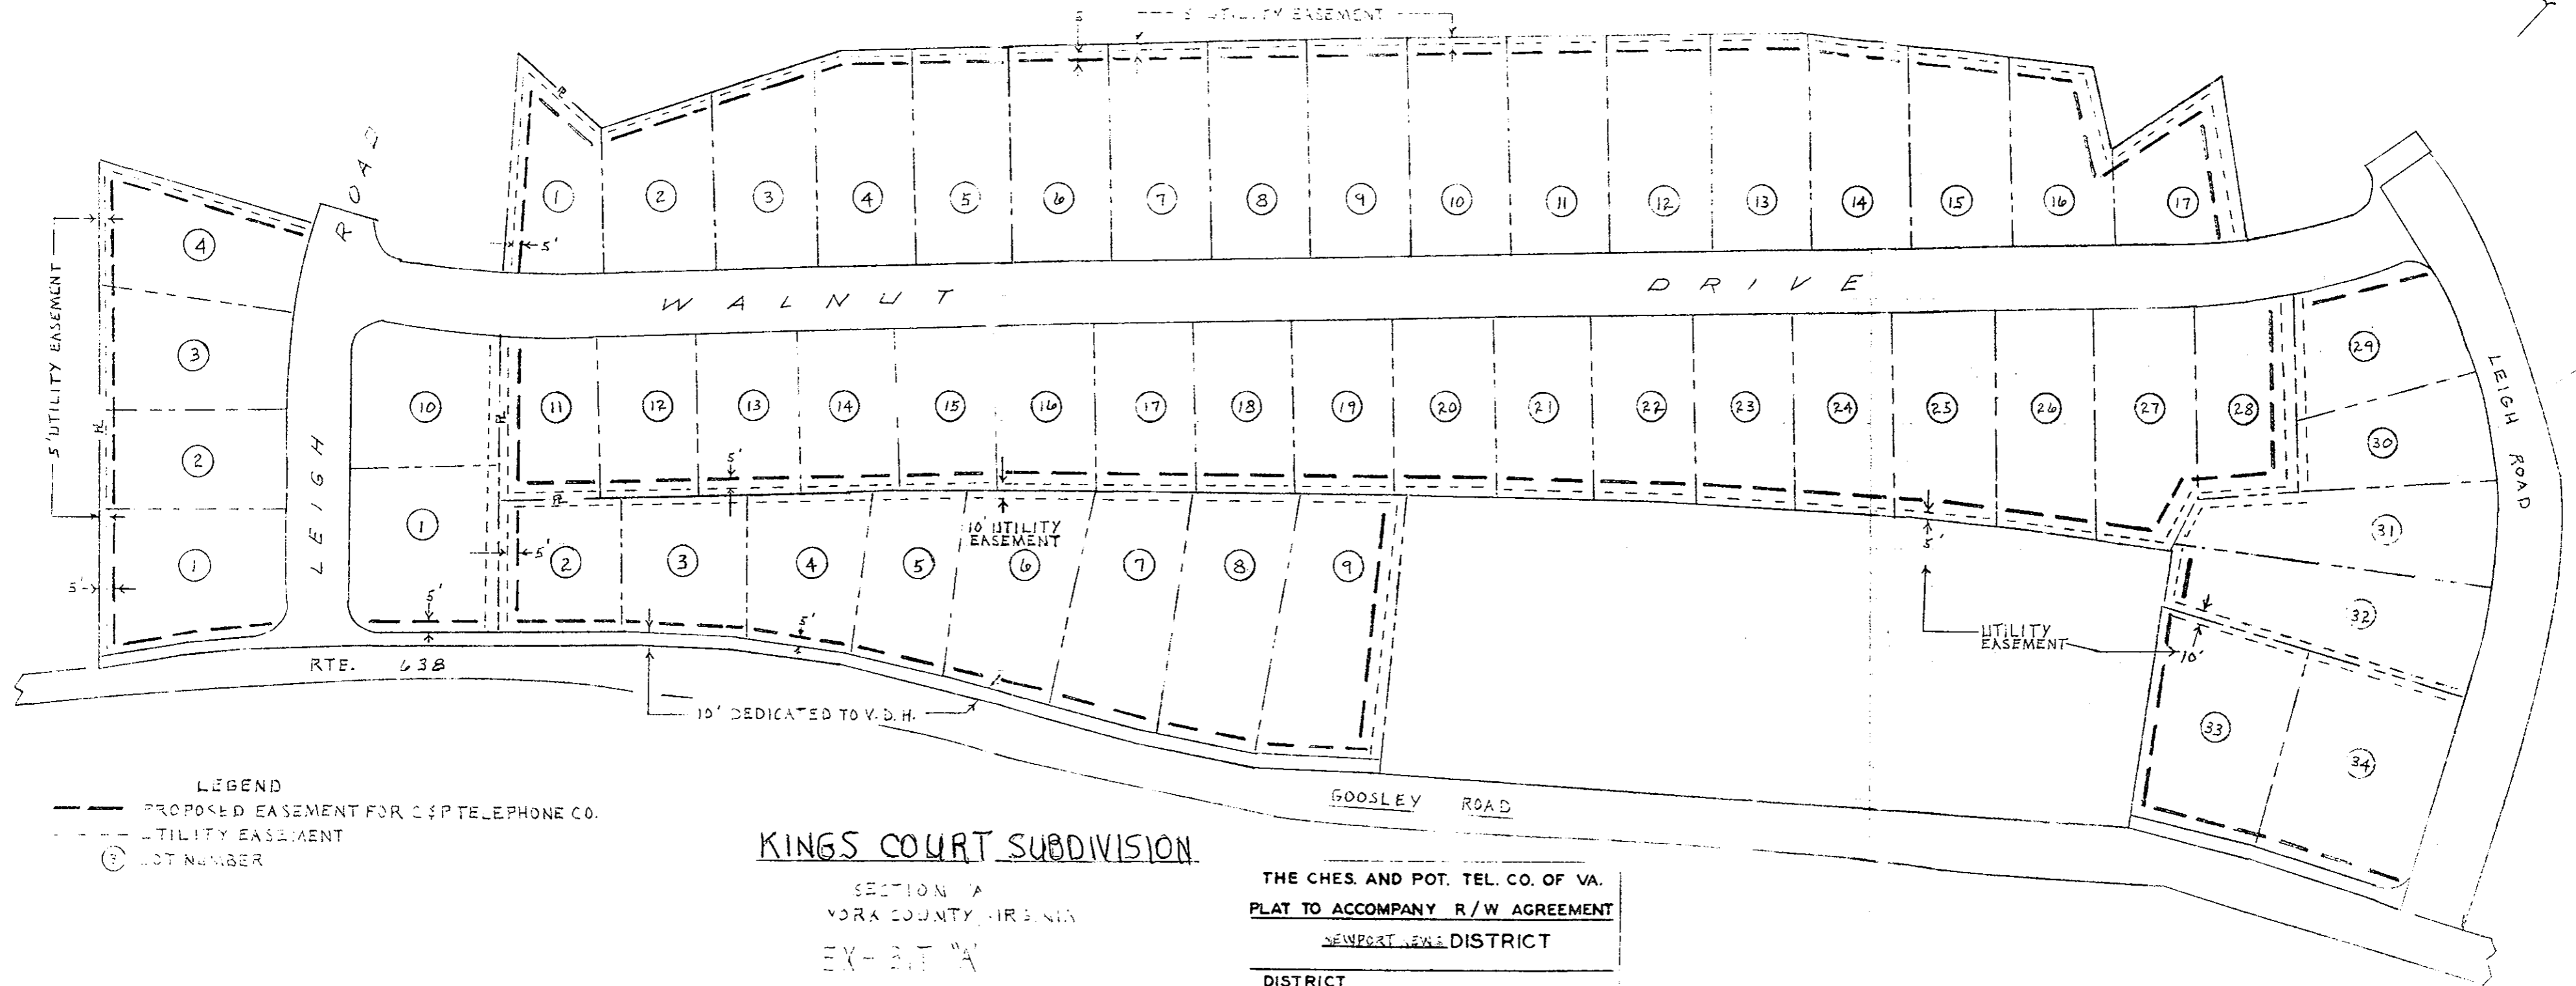 5' UTILITY EASEMENT
5
PL
1 2 3 4 5 6 7 8 9 10 11 12 13 14 15 16 17
5'
4
3
2
1
5' UTILITY EASEMENT
PL
5'
LEIGH ROAD
WALNUT DRIVE
10 11 12 13 14 15 16 17 18 19 20 21 22 23 24 25 26 27 28
PL
29
30
31
32
33
34
LEIGH ROAD
5'
PL
10' UTILITY
EASEMENT
5'
1 2 3 4 5 6 7 8 9
5'
5'
5'
UTILITY
EASEMENT
10'
RTE. 638
10' DEDICATED TO V.D.H.
GOOSLEY ROAD
LEGEND
PROPOSED EASEMENT FOR C&P TELEPHONE CO.
UTILITY EASEMENT
? LOT NUMBER
KINGS COURT SUBDIVISION
SECTION "A"
YORK COUNTY, VIRGINIA
EXHIBIT "A"
THE CHES. AND POT. TEL. CO. OF VA.
PLAT TO ACCOMPANY R/W AGREEMENT
NEWPORT NEWS DISTRICT
DISTRICT